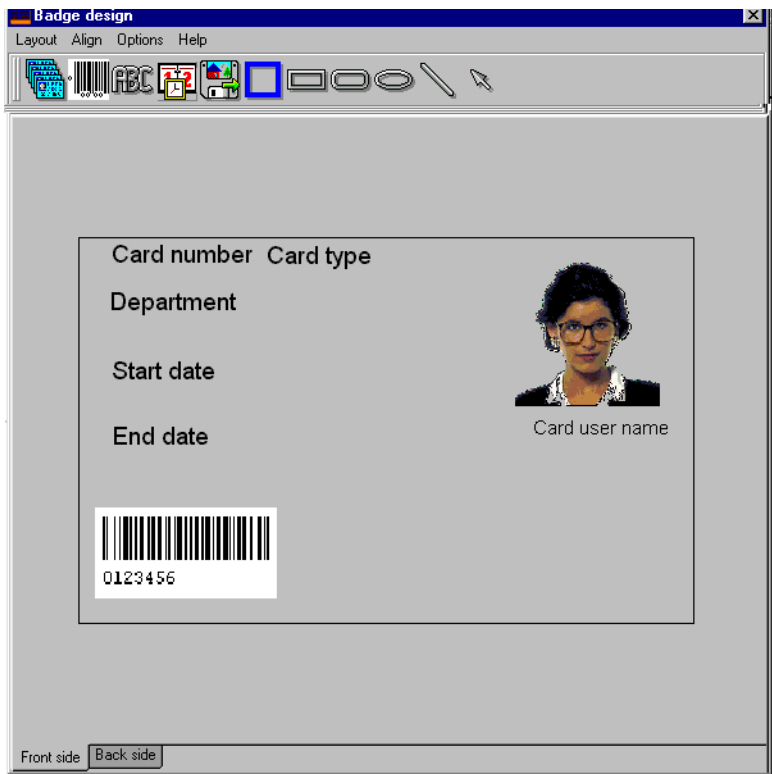 Badge design
Layout Align Options Help
ABC
Card number Card type
Department
Start date
Card user name
End date
0123456
Front side Back side